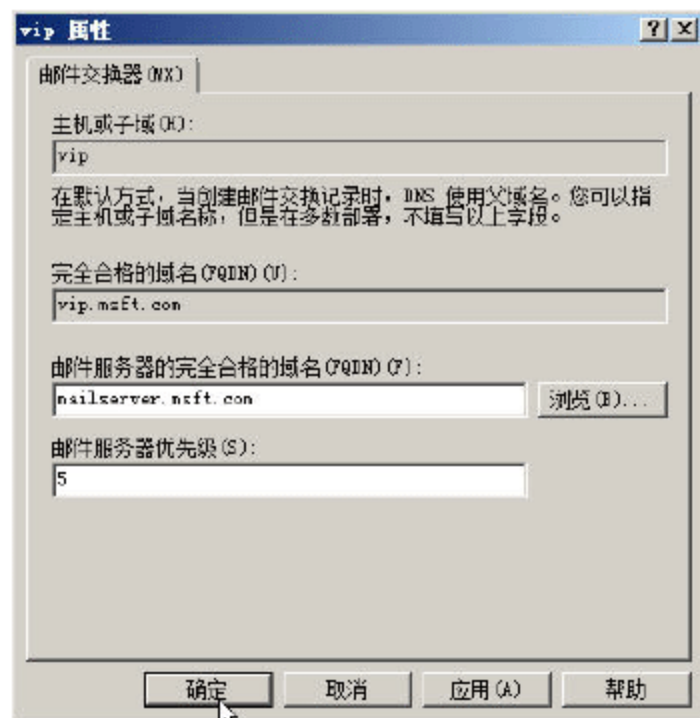 vip 属性
邮件交换器(MX)
主机或子域(H):
vip
在默认方式，当创建邮件交换记录时，DNS 使用父域名。您可以指
定主机或子域名称，但是在多数部署，不填写以上字段。
完全合格的域名(FQDN)(U):
vip.msft.com
邮件服务器的完全合格的域名(FQDN)(F):
mailserver.msft.com
浏览(B)...
邮件服务器优先级(S):
5
确定
取消
应用(A)
帮助